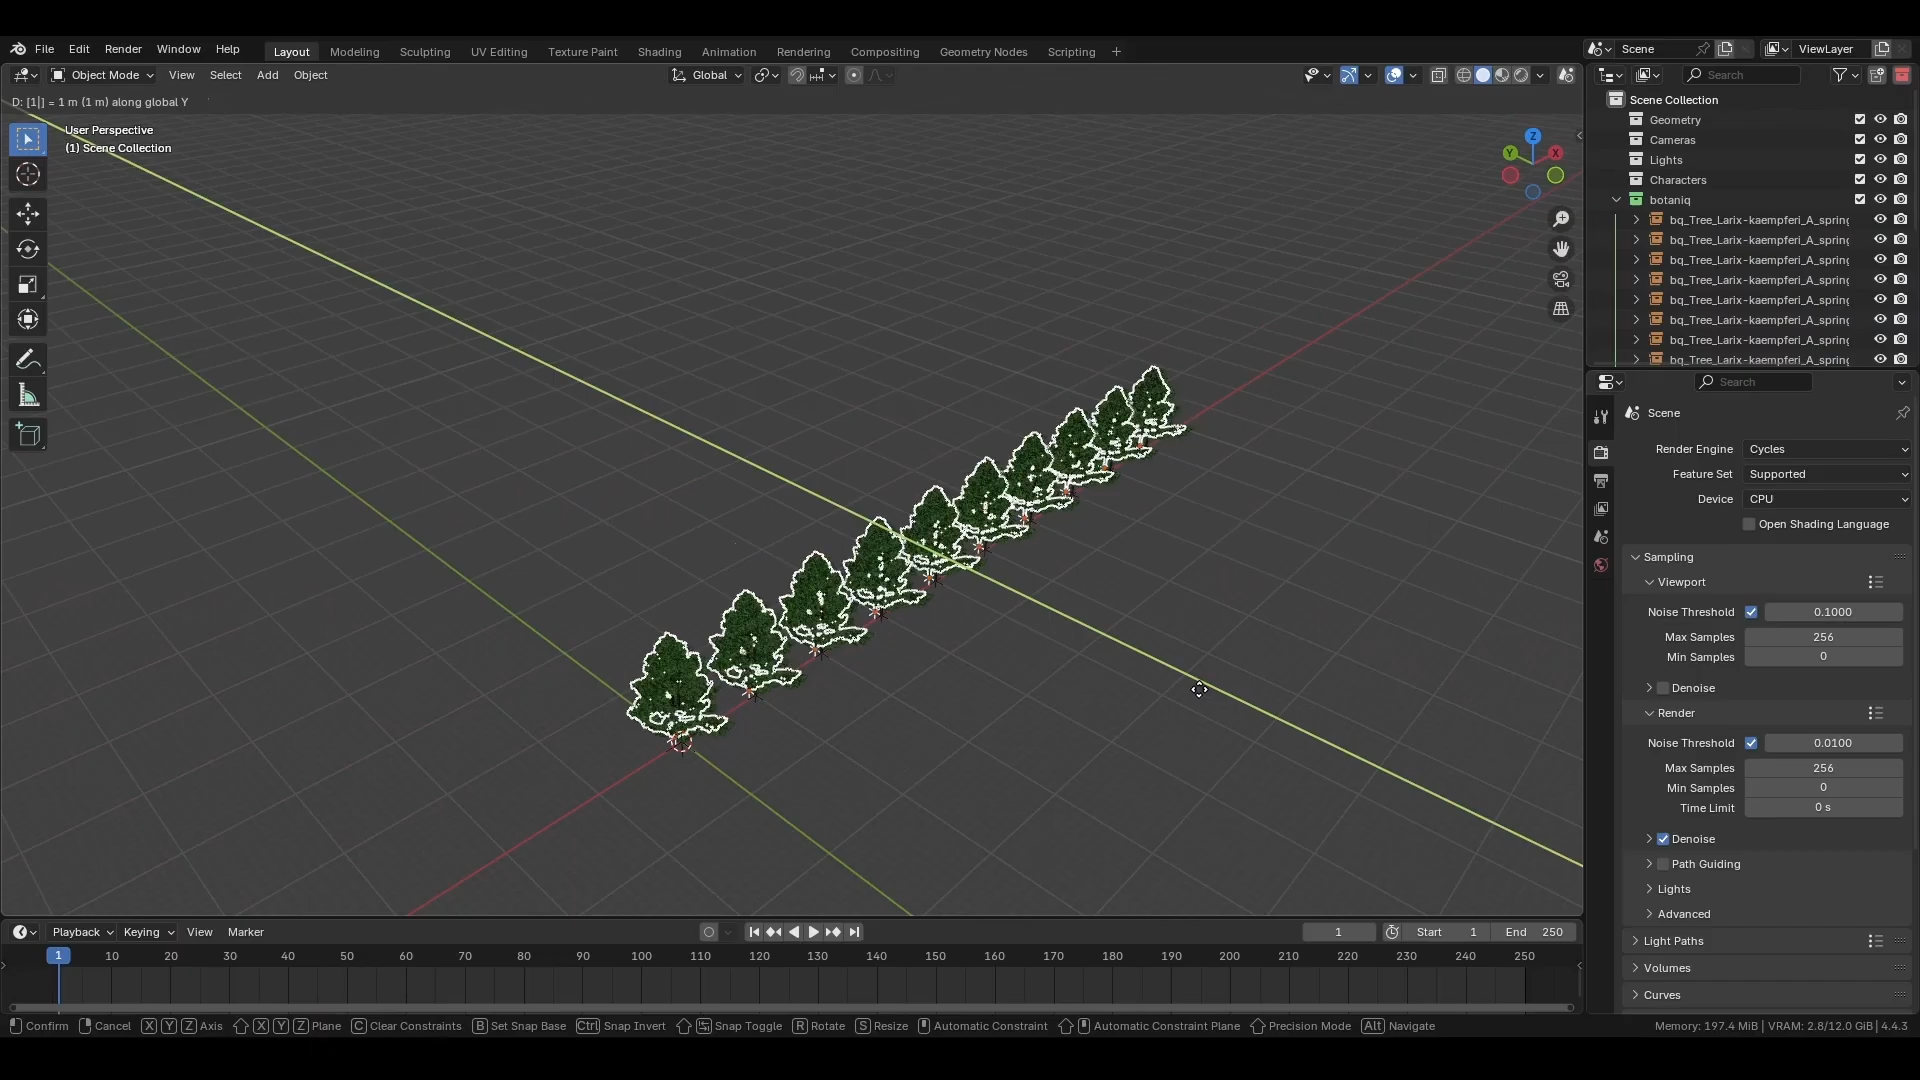 File Edit Render Window Help Layout Modeling Sculpting UV Editing Texture Paint Shading Animation Rendering Compositing Geometry Nodes Scripting + Scene ViewLayer
Object Mode View Select Add Object Global Search
D: [1|] = 1 m (1 m) along global Y
User Perspective
(1) Scene Collection
Z
Y
X
Scene Collection
Geometry
Cameras
Lights
Characters
botaniq
bq_Tree_Larix-kaempferi_A_spring
bq_Tree_Larix-kaempferi_A_spring
bq_Tree_Larix-kaempferi_A_spring
bq_Tree_Larix-kaempferi_A_spring
bq_Tree_Larix-kaempferi_A_spring
bq_Tree_Larix-kaempferi_A_spring
bq_Tree_Larix-kaempferi_A_spring
bq_Tree_Larix-kaempferi_A_spring
Search
Scene
Render Engine Cycles
Feature Set Supported
Device CPU
Open Shading Language
Sampling
Viewport
Noise Threshold 0.1000
Max Samples 256
Min Samples 0
Denoise
Render
Noise Threshold 0.0100
Max Samples 256
Min Samples 0
Time Limit 0 s
Denoise
Path Guiding
Lights
Advanced
Light Paths
Volumes
Curves
Playback Keying View Marker 1 Start 1 End 250
1 10 20 30 40 50 60 70 80 90 100 110 120 130 140 150 160 170 180 190 200 210 220 230 240 250
Confirm Cancel X Y Z Axis X Y Z Plane C Clear Constraints B Set Snap Base Ctrl Snap Invert Snap Toggle R Rotate S Resize Automatic Constraint Automatic Constraint Plane Precision Mode Alt Navigate Memory: 197.4 MiB | VRAM: 2.8/12.0 GiB | 4.4.3